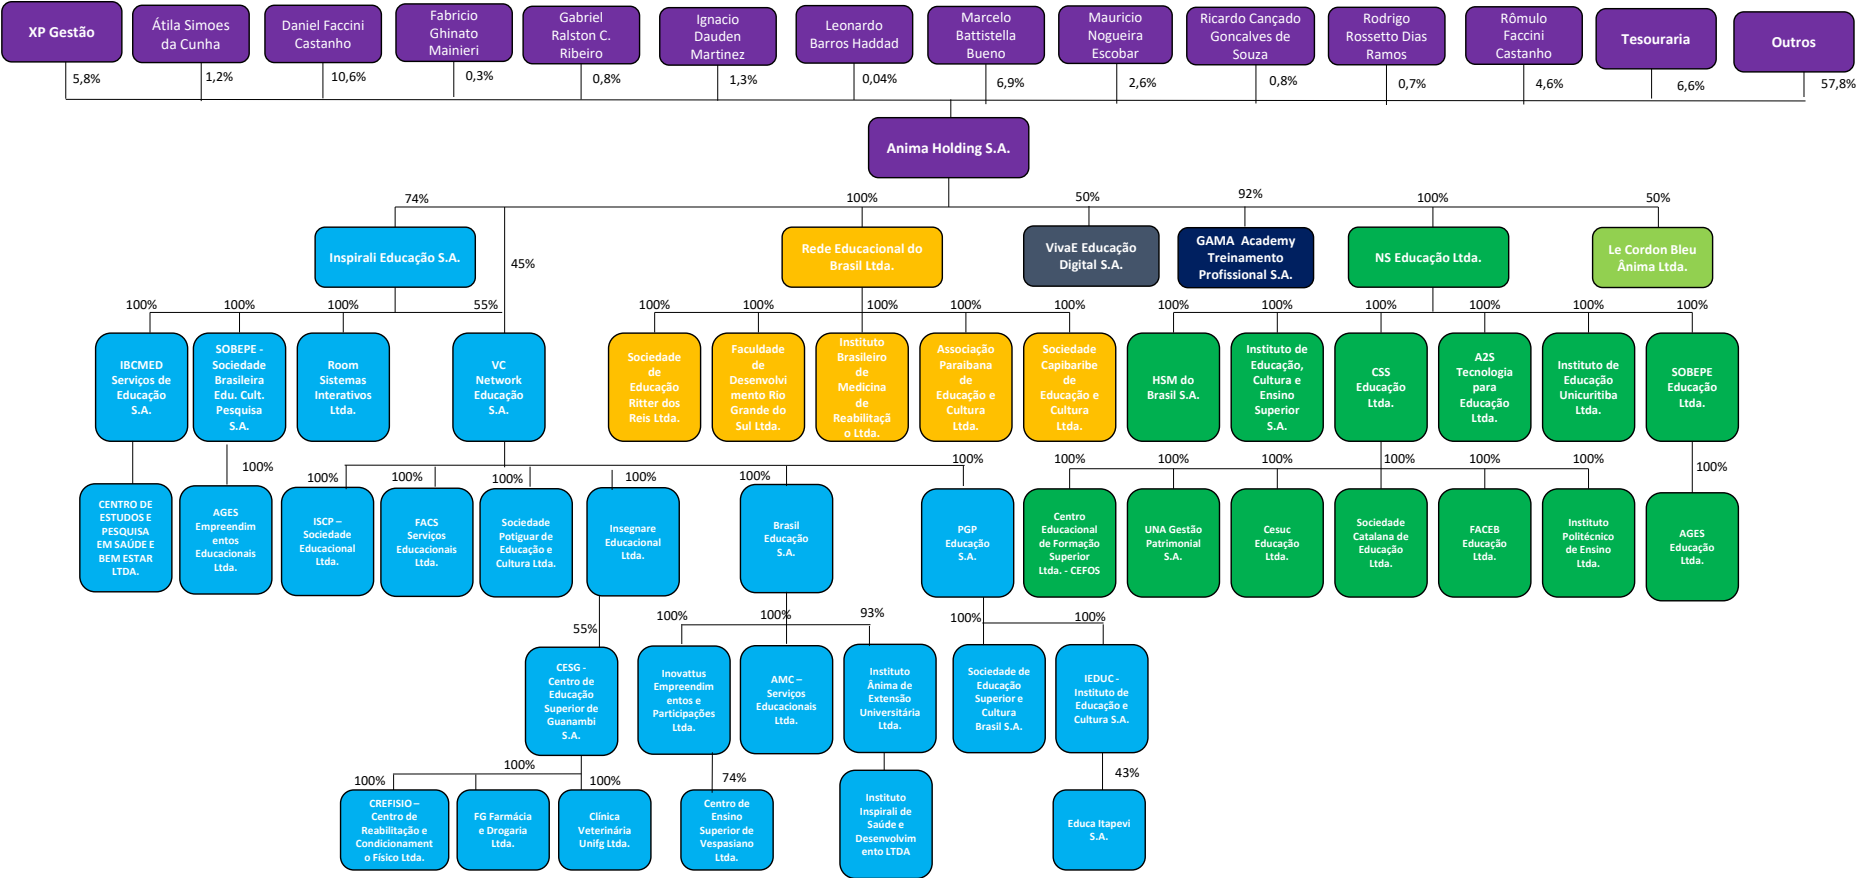 XP Gestão
Átila Simoes
da Cunha
Daniel Faccini
Castanho
Fabricio
Ghinato
Mainieri
Gabriel
Ralston C.
Ribeiro
Ignacio
Dauden
Martinez
Leonardo
Barros Haddad
Marcelo
Battistella
Bueno
Mauricio
Nogueira
Escobar
Ricardo Cançado
Goncalves de
Souza
Rodrigo
Rossetto Dias
Ramos
Rômulo
Faccini
Castanho
Tesouraria
Outros
5,8%
1,2%
10,6%
0,3%
0,8%
1,3%
0,04%
6,9%
2,6%
0,8%
0,7%
4,6%
6,6%
57,8%
Anima Holding S.A.
74%
100%
50%
92%
100%
50%
Inspirali Educação S.A.
45%
Rede Educacional do
Brasil Ltda.
VivaE Educação
Digital S.A.
GAMA Academy
Treinamento
Profissional S.A.
NS Educação Ltda.
Le Cordon Bleu
Ânima Ltda.
100%
100%
100%
55%
100%
100%
100%
100%
100%
100%
100%
100%
100%
100%
100%
IBCMED
Serviços de
Educação
S.A.
SOBEPE -
Sociedade
Brasileira
Edu. Cult.
Pesquisa
S.A.
Room
Sistemas
Interativos
Ltda.
VC
Network
Educação
S.A.
Sociedade
de
Educação
Ritter dos
Reis Ltda.
Faculdade
de
Desenvolvi
mento Rio
Grande do
Sul Ltda.
Instituto
Brasileiro
de
Medicina
de
Reabilitaçã
o Ltda.
Associação
Paraibana
de
Educação e
Cultura
Ltda.
Sociedade
Capibaribe
de
Educação e
Cultura
Ltda.
HSM do
Brasil S.A.
Instituto de
Educação,
Cultura e
Ensino
Superior
S.A.
CSS
Educação
Ltda.
A2S
Tecnologia
para
Educação
Ltda.
Instituto de
Educação
Unicuritiba
Ltda.
SOBEPE
Educação
Ltda.
100%
100%
100%
100%
100%
100%
100%
100%
100%
100%
100%
100%
100%
100%
CENTRO DE
ESTUDOS E
PESQUISA
EM SAÚDE E
BEM ESTAR
LTDA.
AGES
Empreendim
entos
Educacionais
Ltda.
ISCP –
Sociedade
Educacional
Ltda.
FACS
Serviços
Educacionais
Ltda.
Sociedade
Potiguar de
Educação e
Cultura Ltda.
Insegnare
Educacional
Ltda.
Brasil
Educação
S.A.
PGP
Educação
S.A.
Centro
Educacional
de Formação
Superior
Ltda. - CEFOS
UNA Gestão
Patrimonial
S.A.
Cesuc
Educação
Ltda.
Sociedade
Catalana de
Educação
Ltda.
FACEB
Educação
Ltda.
Instituto
Politécnico
de Ensino
Ltda.
AGES
Educação
Ltda.
55%
100%
100%
93%
100%
100%
CESG -
Centro de
Educação
Superior de
Guanambi
S.A.
Inovattus
Empreendim
entos e
Participações
Ltda.
AMC –
Serviços
Educacionais
Ltda.
Instituto
Ânima de
Extensão
Universitária
Ltda.
Sociedade de
Educação
Superior e
Cultura
Brasil S.A.
IEDUC -
Instituto de
Educação e
Cultura S.A.
100%
100%
100%
74%
43%
CREFISIO –
Centro de
Reabilitação e
Condicionament
o Físico Ltda.
FG Farmácia
e Drogaria
Ltda.
Clínica
Veterinária
Unifg Ltda.
Centro de
Ensino
Superior de
Vespasiano
Ltda.
Instituto
Inspirali de
Saúde e
Desenvolvim
ento LTDA
Educa Itapevi
S.A.